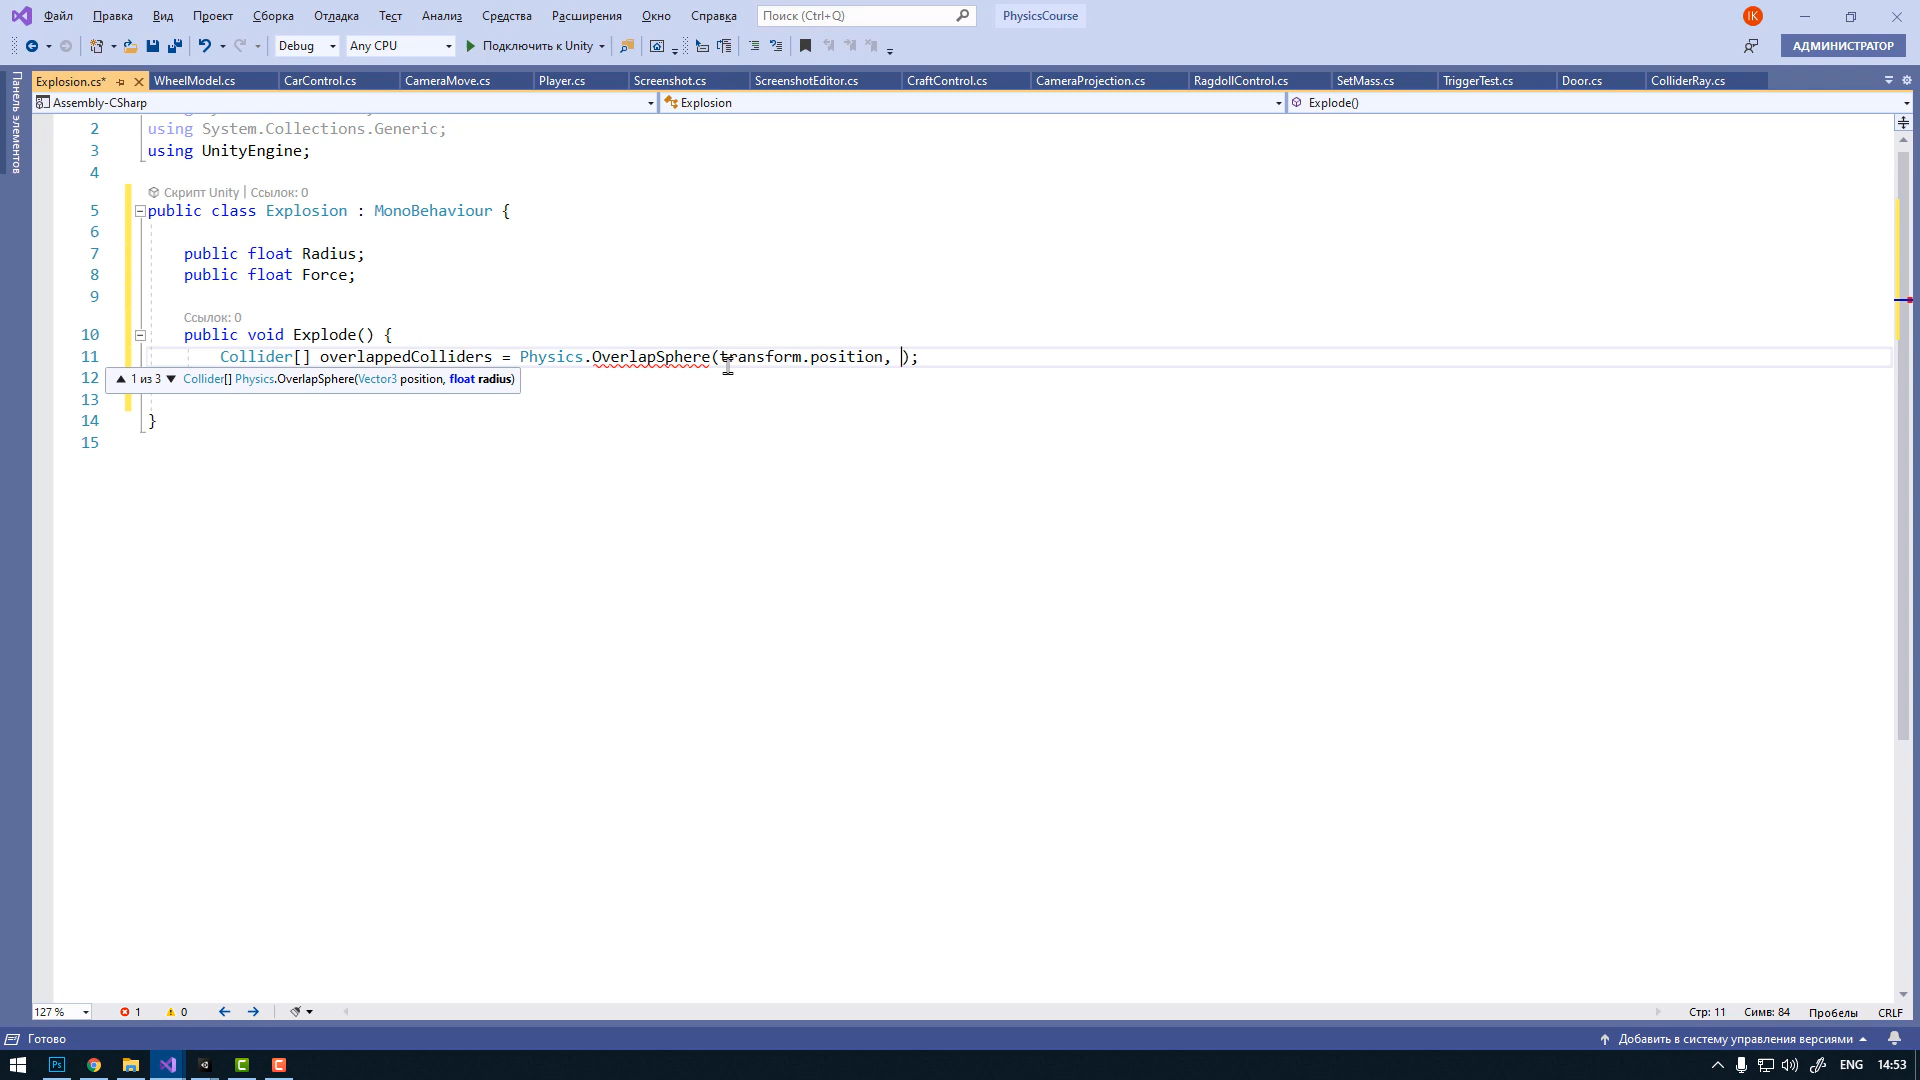 Файл Правка Вид Проект Сборка Отладка Тест Анализ Средства Расширения Окно Справка Поиск (Ctrl+Q) PhysicsCourse IK
Debug Any CPU Подключить к Unity АДМИНИСТРАТОР
Explosion.cs* WheelModel.cs CarControl.cs CameraMove.cs Player.cs Screenshot.cs ScreenshotEditor.cs CraftControl.cs CameraProjection.cs RagdollControl.cs SetMass.cs TriggerTest.cs Door.cs ColliderRay.cs
Панель элементов
Assembly-CSharp Explosion Explode()
2 using System.Collections.Generic;
3 using UnityEngine;
4
Скрипт Unity | Ссылок: 0
5 public class Explosion : MonoBehaviour {
6
7 public float Radius;
8 public float Force;
9
Ссылок: 0
10 public void Explode() {
11 Collider[] overlappedColliders = Physics.OverlapSphere(transform.position, );
12
1 из 3 Collider[] Physics.OverlapSphere(Vector3 position, float radius)
13
14 }
15
127 % 1 0 Стр: 11 Симв: 84 Пробелы CRLF
Готово Добавить в систему управления версиями
Ps C C ENG 14:53